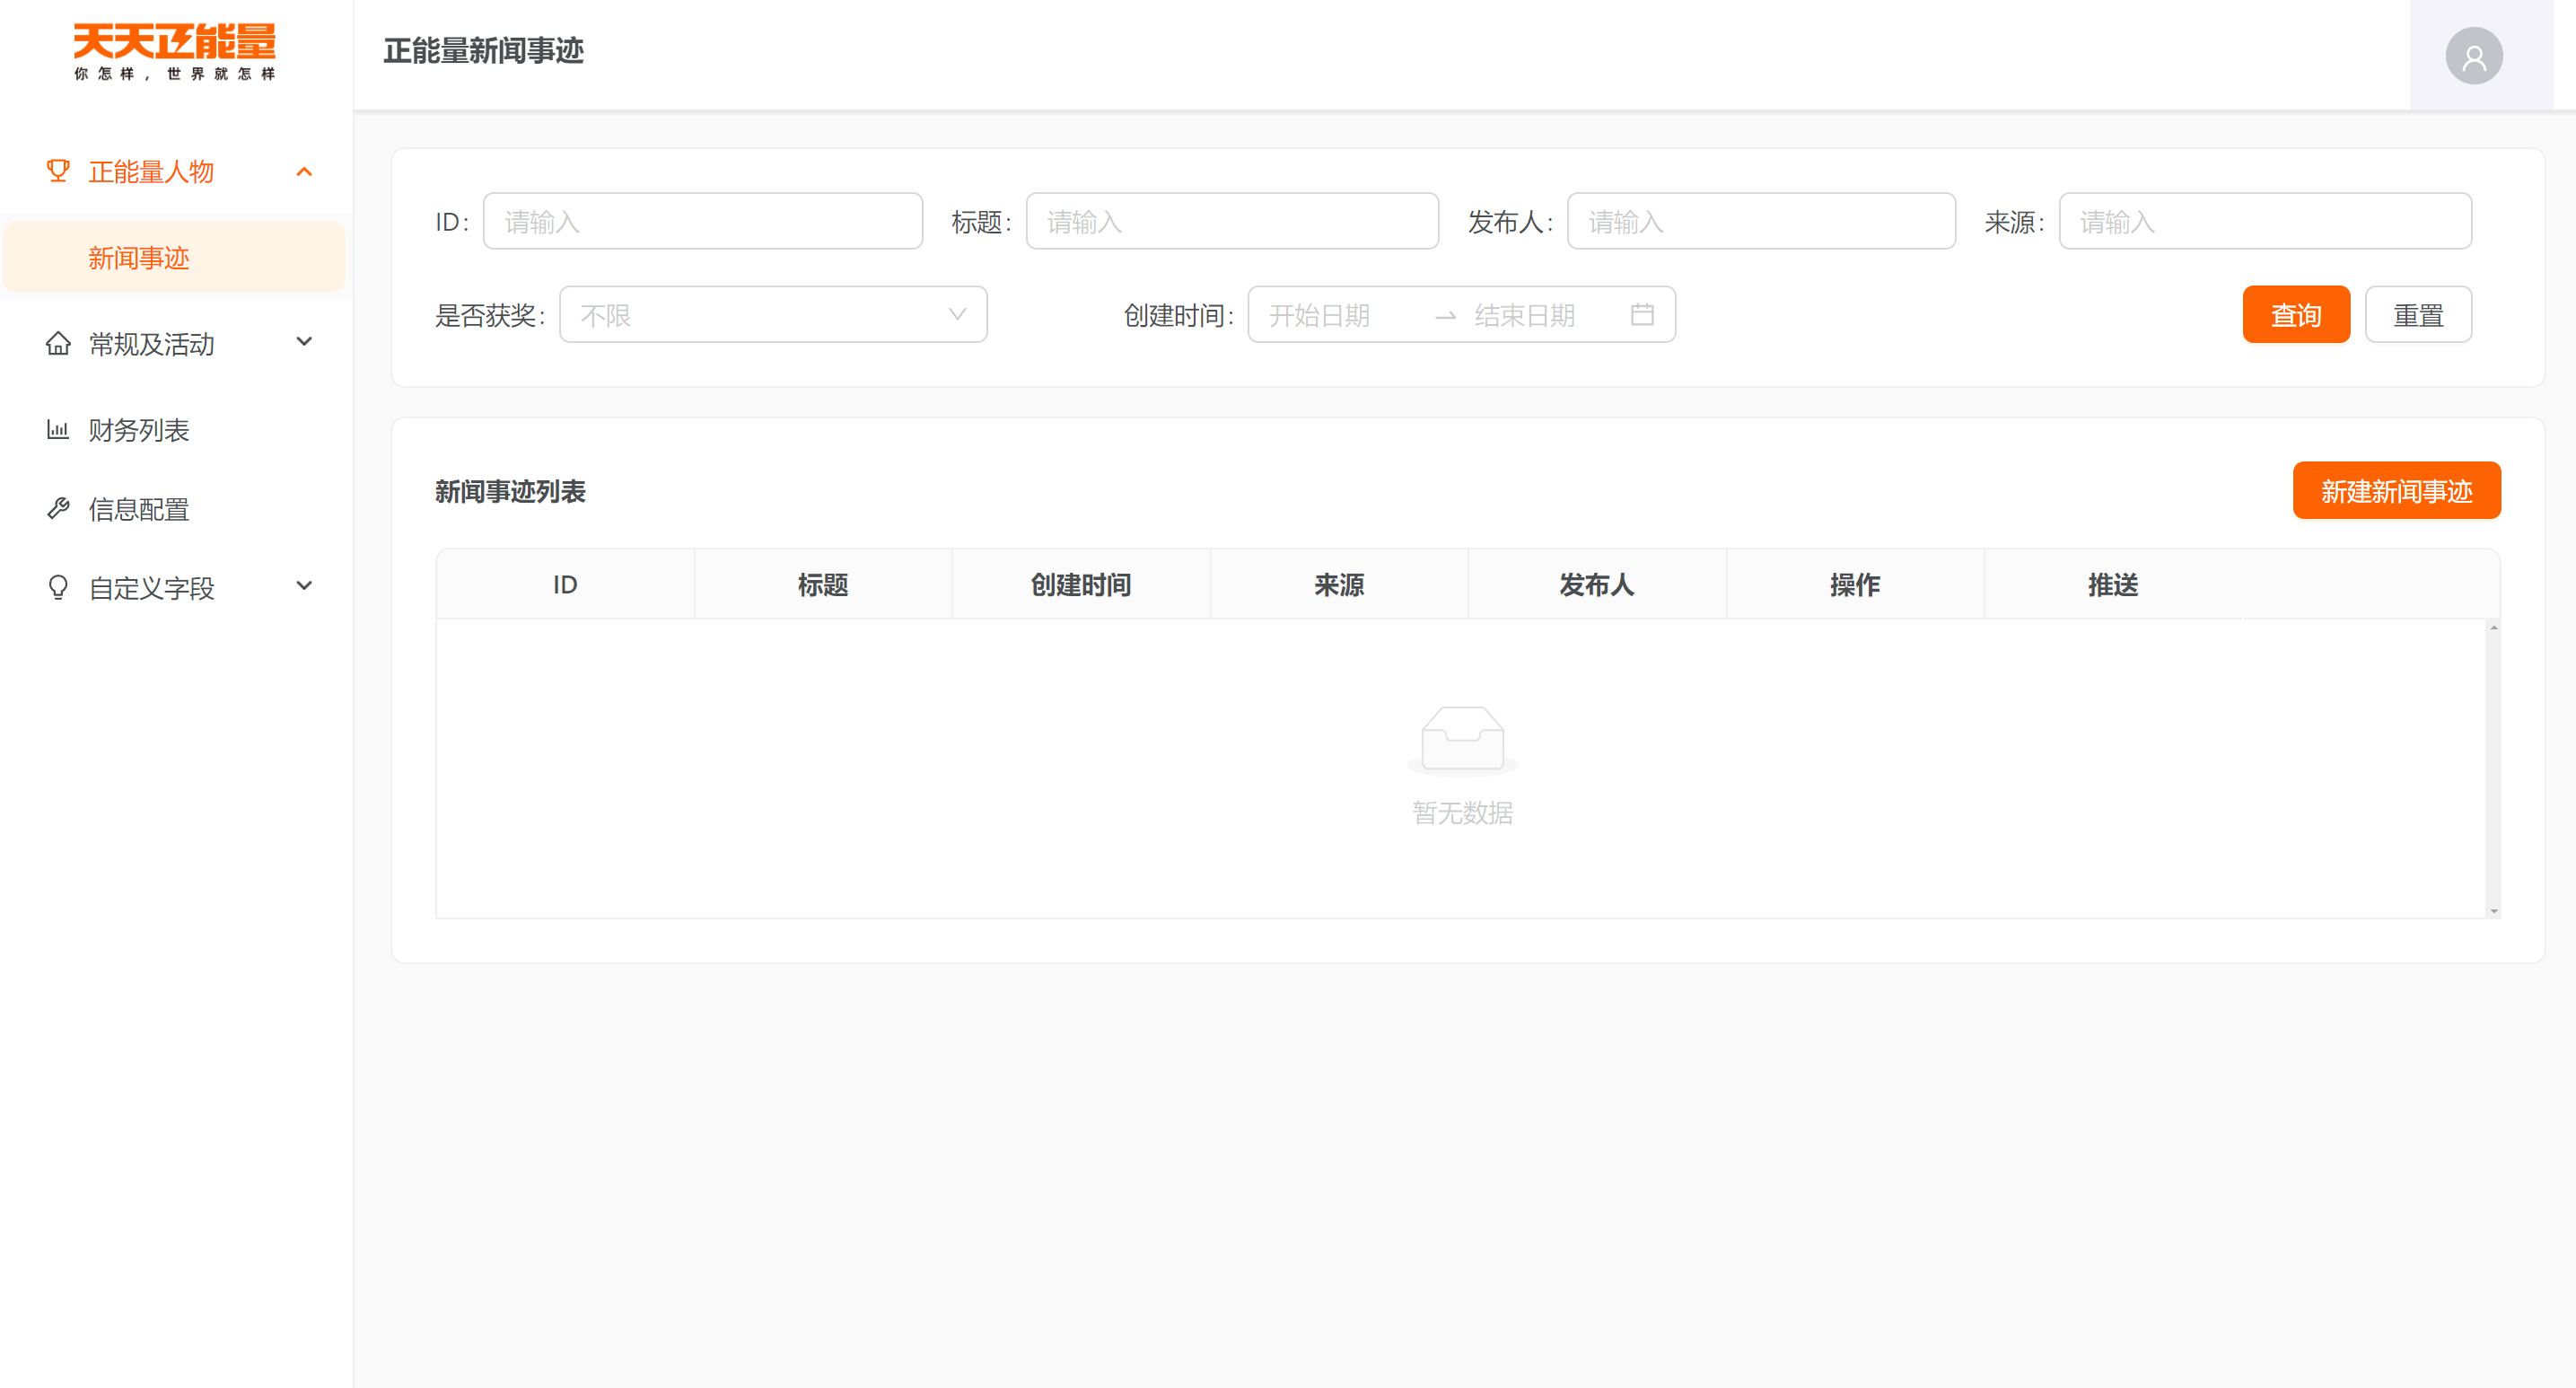 天天正能量
你怎样，世界就怎样
正能量新闻事迹
正能量人物
新闻事迹
常规及活动
财务列表
信息配置
自定义字段
ID: 请输入 标题: 请输入 发布人: 请输入 来源: 请输入
是否获奖: 不限 创建时间: 开始日期 → 结束日期 查询 重置
新闻事迹列表 新建新闻事迹
ID 标题 创建时间 来源 发布人 操作 推送
暂无数据